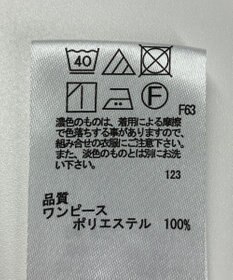 40
F
F63
濃色のものは、着用による摩擦
で色落ちする事がありますので、
組み合せの衣服にご注意下さい。
また、淡色のものとは別にお洗
い下さい。
123
品質
ワンピース
ポリエステル 100%